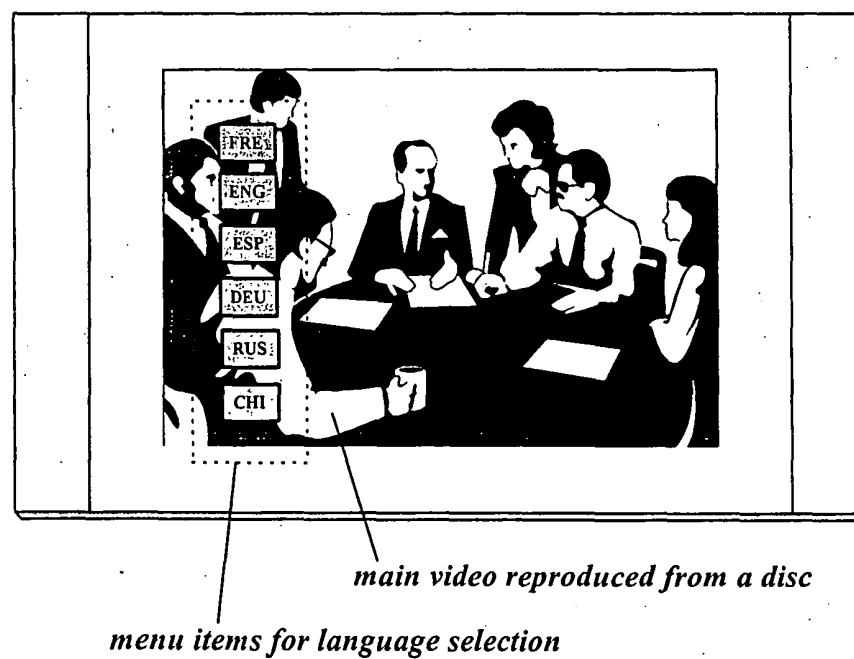 FRE
ENG
ESP
DEU
RUS
CHI
main video reproduced from a disc
menu items for language selection